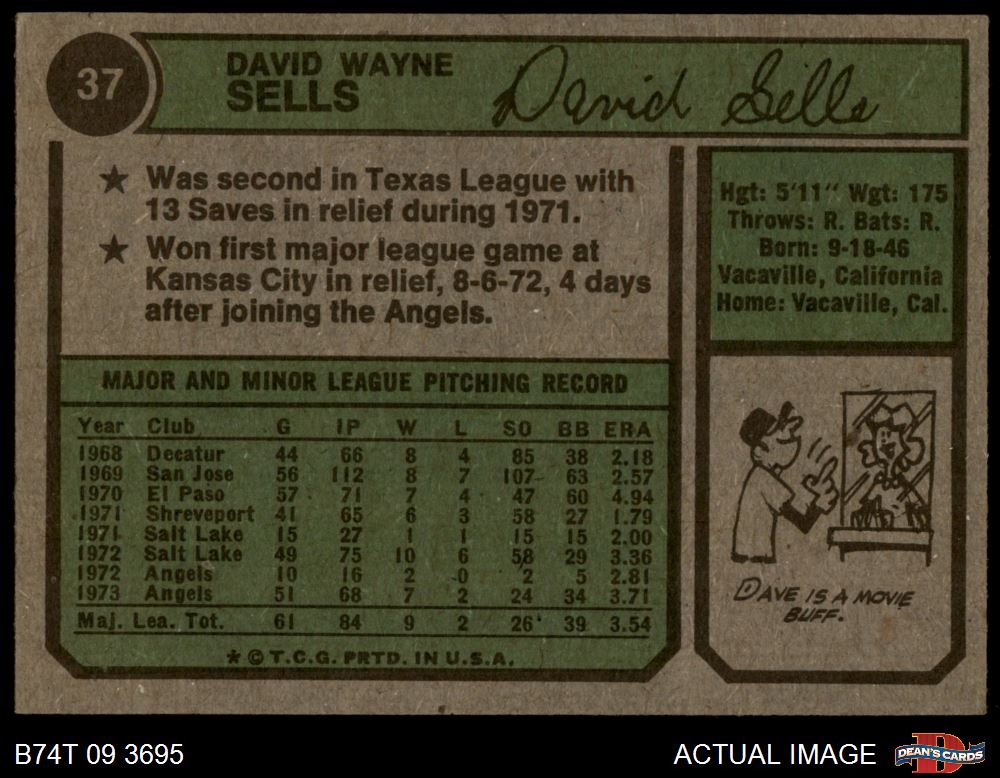 37
DAVID WAYNE
SELLS
David Sells
★ Was second in Texas League with
13 Saves in relief during 1971.
★ Won first major league game at
Kansas City in relief, 8-6-72, 4 days
after joining the Angels.
Hgt: 5'11" Wgt: 175
Throws: R. Bats: R.
Born: 9-18-46
Vacaville, California
Home: Vacaville, Cal.
MAJOR AND MINOR LEAGUE PITCHING RECORD
Year Club G IP W L SO BB ERA
1968 Decatur 44 66 8 4 85 38 2.18
1969 San Jose 56 112 8 7 107 63 2.57
1970 El Paso 57 71 7 4 47 60 4.94
1971 Shreveport 41 65 6 3 58 27 1.79
1971 Salt Lake 15 27 1 1 15 15 2.00
1972 Salt Lake 49 75 10 6 58 29 3.36
1972 Angels 10 16 2 0 2 5 2.81
1973 Angels 51 68 7 2 24 34 3.71
Maj. Lea. Tot. 61 84 9 2 26 39 3.54
* © T.C.G. PRTD. IN U.S.A.
DAVE IS A MOVIE
BUFF.
B74T 09 3695
ACTUAL IMAGE
D
DEAN'S CARDS